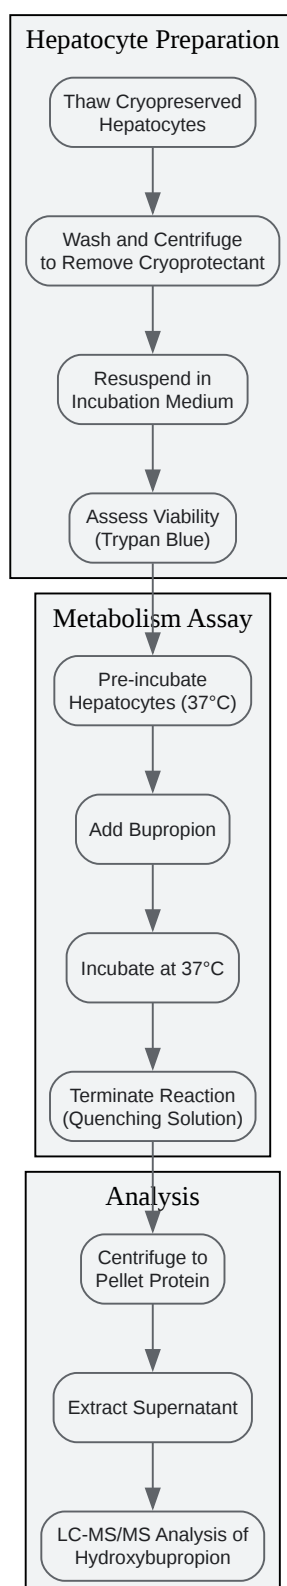 Hepatocyte Preparation
Thaw Cryopreserved
Hepatocytes
Wash and Centrifuge
to Remove Cryoprotectant
Resuspend in
Incubation Medium
Assess Viability
(Trypan Blue)
Metabolism Assay
Pre-incubate
Hepatocytes (37°C)
Add Bupropion
Incubate at 37°C
Terminate Reaction
(Quenching Solution)
Analysis
Centrifuge to
Pellet Protein
Extract Supernatant
LC-MS/MS Analysis of
Hydroxybupropion